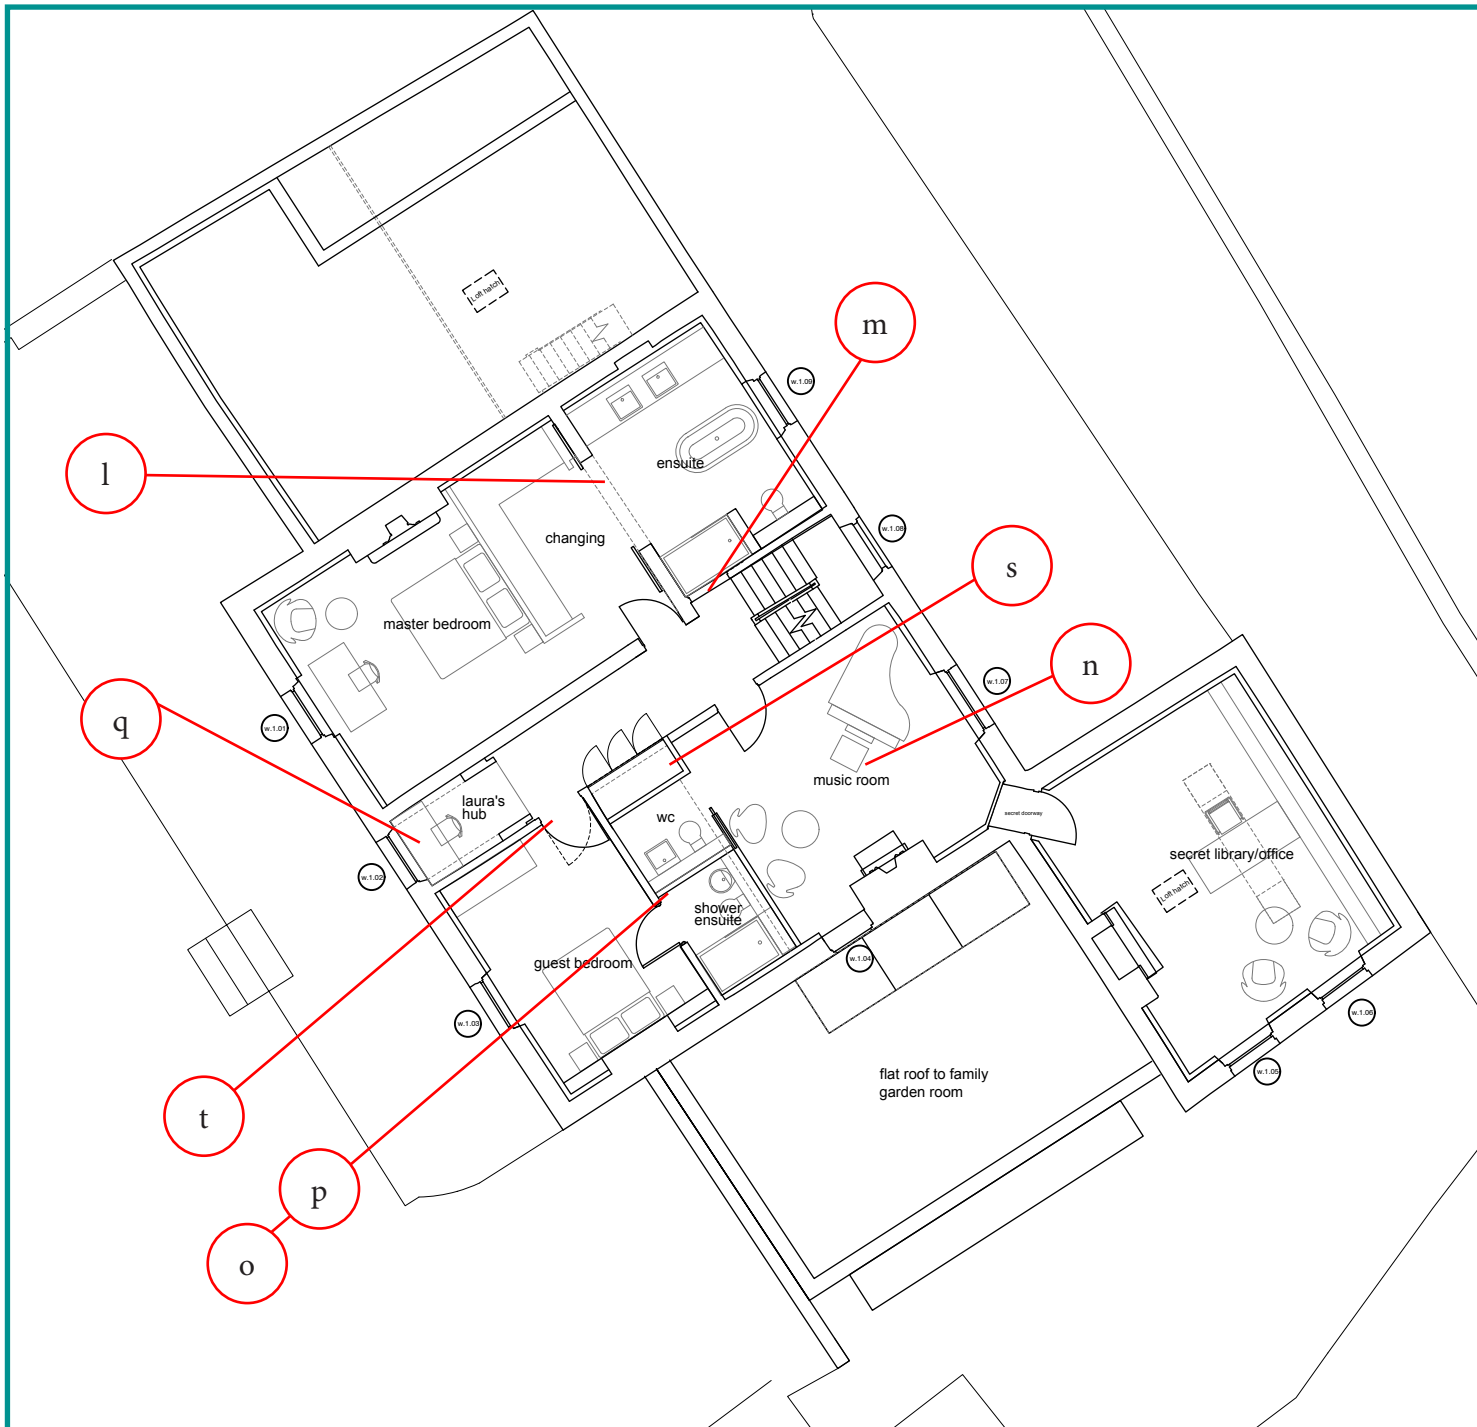 Loft hatch
m
w.1.09
l
ensuite
w.1.08
changing
s
master bedroom
n
w.1.07
q
w.1.01
music room
laura's
hub
wc
secret doorway
secret library/office
w.1.02
Loft hatch
shower
ensuite
guest bedroom
w.1.04
w.1.03
w.1.06
w.1.05
flat roof to family
garden room
t
p
o